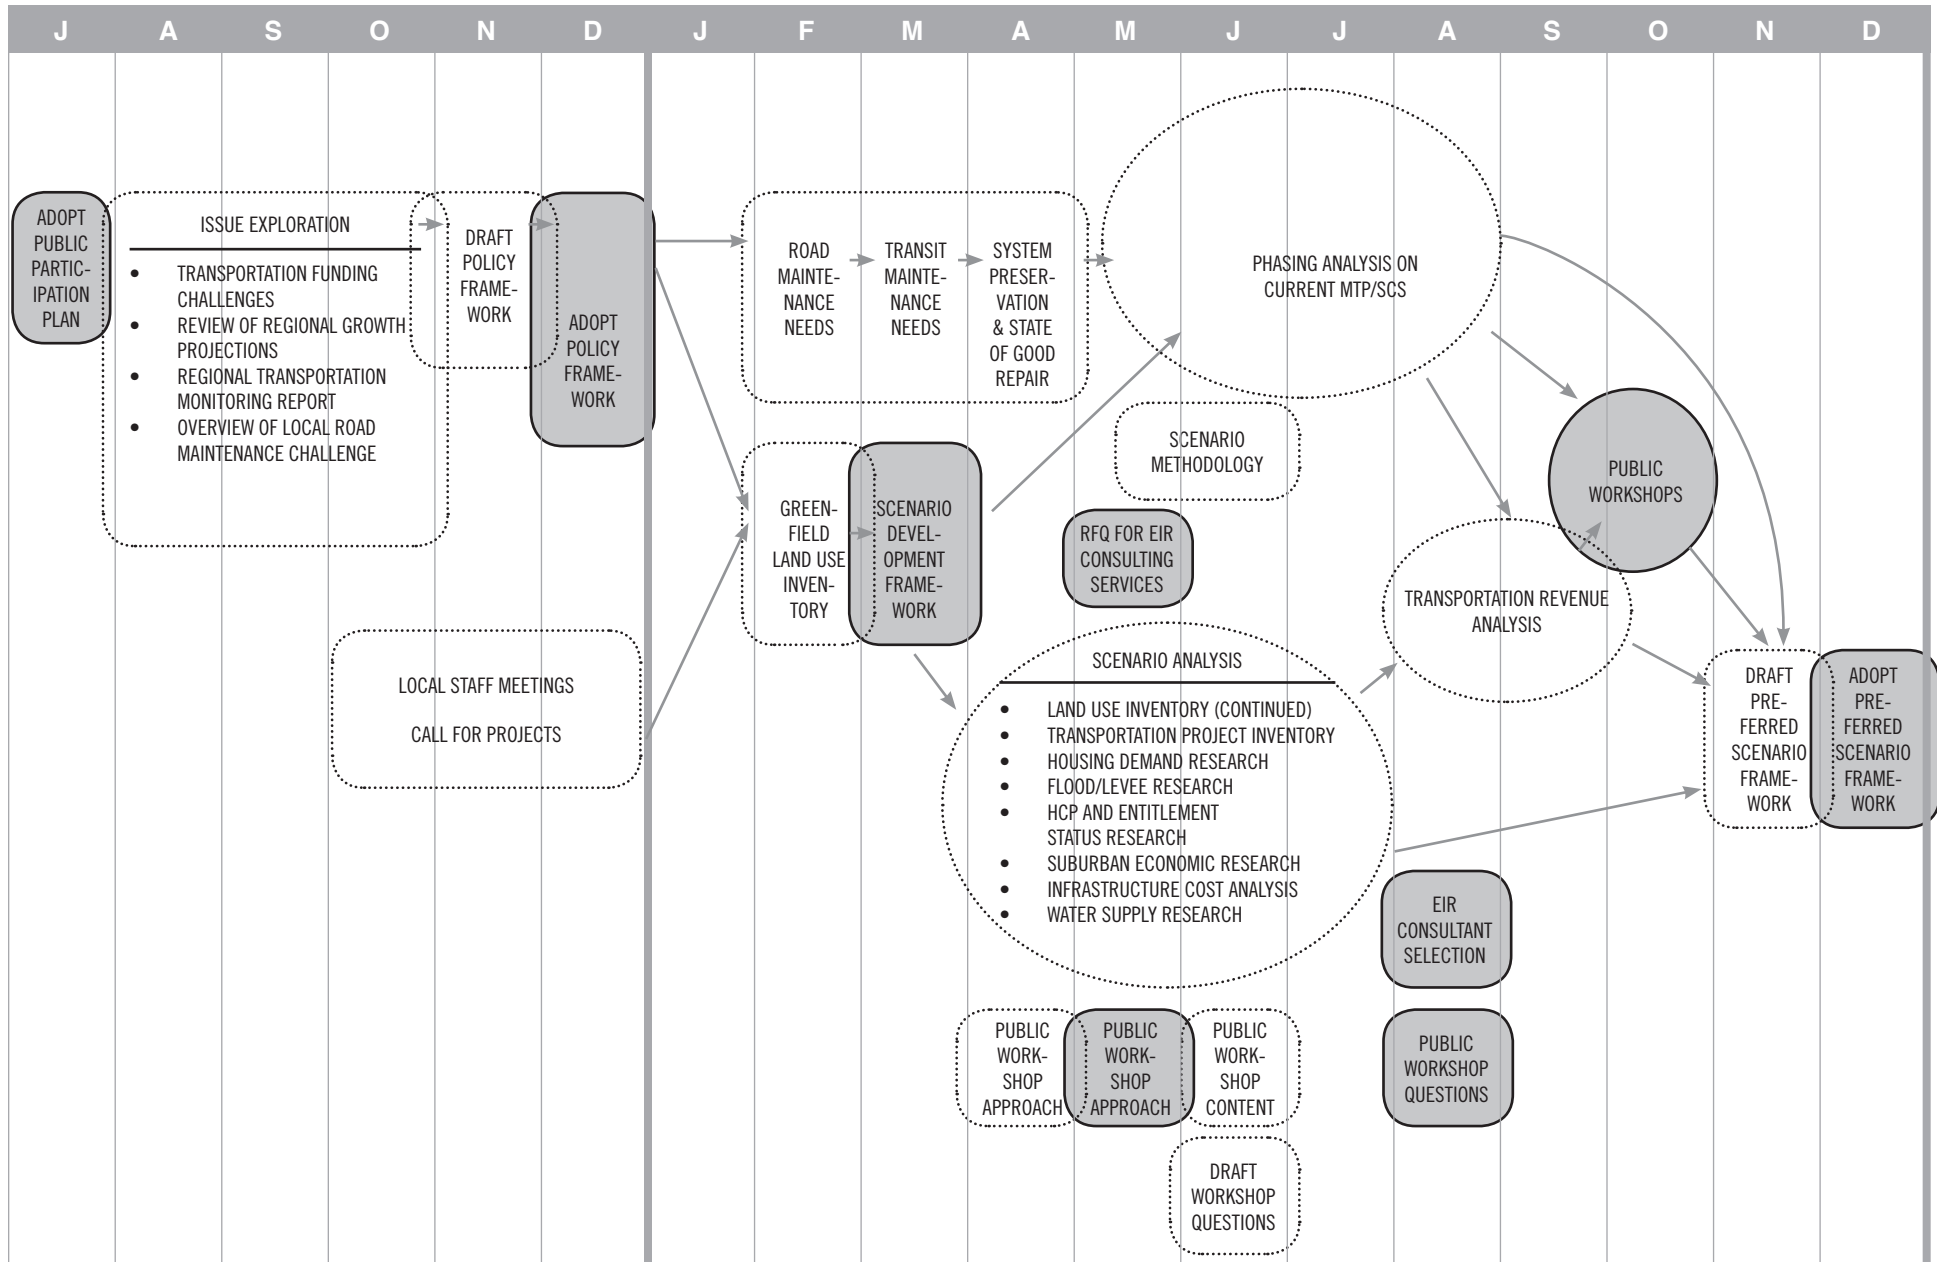 J A S O N D J F M A M J J A S O N D
ADOPT
PUBLIC
PARTIC-
IPATION
PLAN
ISSUE EXPLORATION
• TRANSPORTATION FUNDING
CHALLENGES
• REVIEW OF REGIONAL GROWTH
PROJECTIONS
• REGIONAL TRANSPORTATION
MONITORING REPORT
• OVERVIEW OF LOCAL ROAD
MAINTENANCE CHALLENGE
DRAFT
POLICY
FRAME-
WORK
ADOPT
POLICY
FRAME-
WORK
LOCAL STAFF MEETINGS
CALL FOR PROJECTS
ROAD
MAINTE-
NANCE
NEEDS
TRANSIT
MAINTE-
NANCE
NEEDS
SYSTEM
PRESER-
VATION
& STATE
OF GOOD
REPAIR
GREEN-
FIELD
LAND USE
INVEN-
TORY
SCENARIO
DEVEL-
OPMENT
FRAME-
WORK
PHASING ANALYSIS ON
CURRENT MTP/SCS
SCENARIO
METHODOLOGY
RFQ FOR EIR
CONSULTING
SERVICES
SCENARIO ANALYSIS
• LAND USE INVENTORY (CONTINUED)
• TRANSPORTATION PROJECT INVENTORY
• HOUSING DEMAND RESEARCH
• FLOOD/LEVEE RESEARCH
• HCP AND ENTITLEMENT
STATUS RESEARCH
• SUBURBAN ECONOMIC RESEARCH
• INFRASTRUCTURE COST ANALYSIS
• WATER SUPPLY RESEARCH
PUBLIC
WORK-
SHOP
APPROACH
PUBLIC
WORK-
SHOP
APPROACH
PUBLIC
WORK-
SHOP
CONTENT
DRAFT
WORKSHOP
QUESTIONS
PUBLIC
WORKSHOPS
TRANSPORTATION REVENUE
ANALYSIS
EIR
CONSULTANT
SELECTION
PUBLIC
WORKSHOP
QUESTIONS
DRAFT
PRE-
FERRED
SCENARIO
FRAME-
WORK
ADOPT
PRE-
FERRED
SCENARIO
FRAME-
WORK